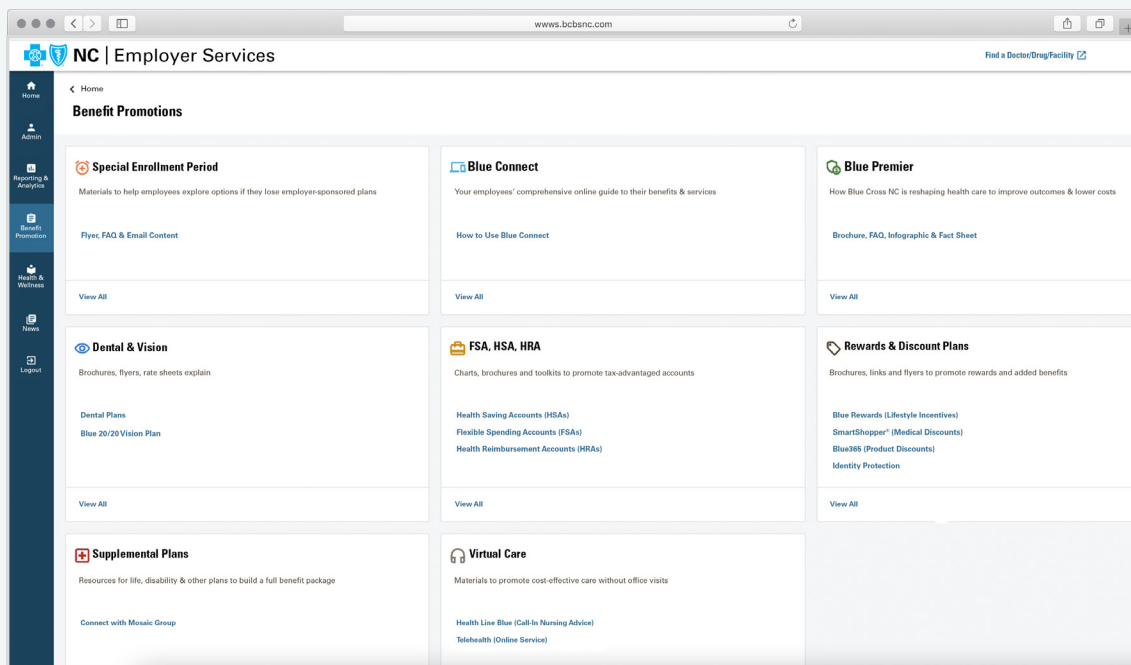 wwws.bcbsnc.com
NC | Employer Services
Find a Doctor/Drug/Facility
Home
Admin
Reporting &
Analytics
Benefit
Promotion
Health &
Wellness
News
Logout
Home
Benefit Promotions
Special Enrollment Period
Materials to help employees explore options if they lose employer-sponsored plans
Flyer, FAQ & Email Content
View All
Blue Connect
Your employees' comprehensive online guide to their benefits & services
How to Use Blue Connect
View All
Blue Premier
How Blue Cross NC is reshaping health care to improve outcomes & lower costs
Brochure, FAQ, Infographic & Fact Sheet
View All
Dental & Vision
Brochures, flyers, rate sheets explain
Dental Plans
Blue 20/20 Vision Plan
View All
FSA, HSA, HRA
Charts, brochures and toolkits to promote tax-advantaged accounts
Health Saving Accounts (HSAs)
Flexible Spending Accounts (FSAs)
Health Reimbursement Accounts (HRAs)
View All
Rewards & Discount Plans
Brochures, links and flyers to promote rewards and added benefits
Blue Rewards (Lifestyle Incentives)
SmartShopper® (Medical Discounts)
Blue365 (Product Discounts)
Identity Protection
View All
Supplemental Plans
Resources for life, disability & other plans to build a full benefit package
Connect with Mosaic Group
Virtual Care
Materials to promote cost-effective care without office visits
Health Line Blue (Call-In Nursing Advice)
Telehealth (Online Service)